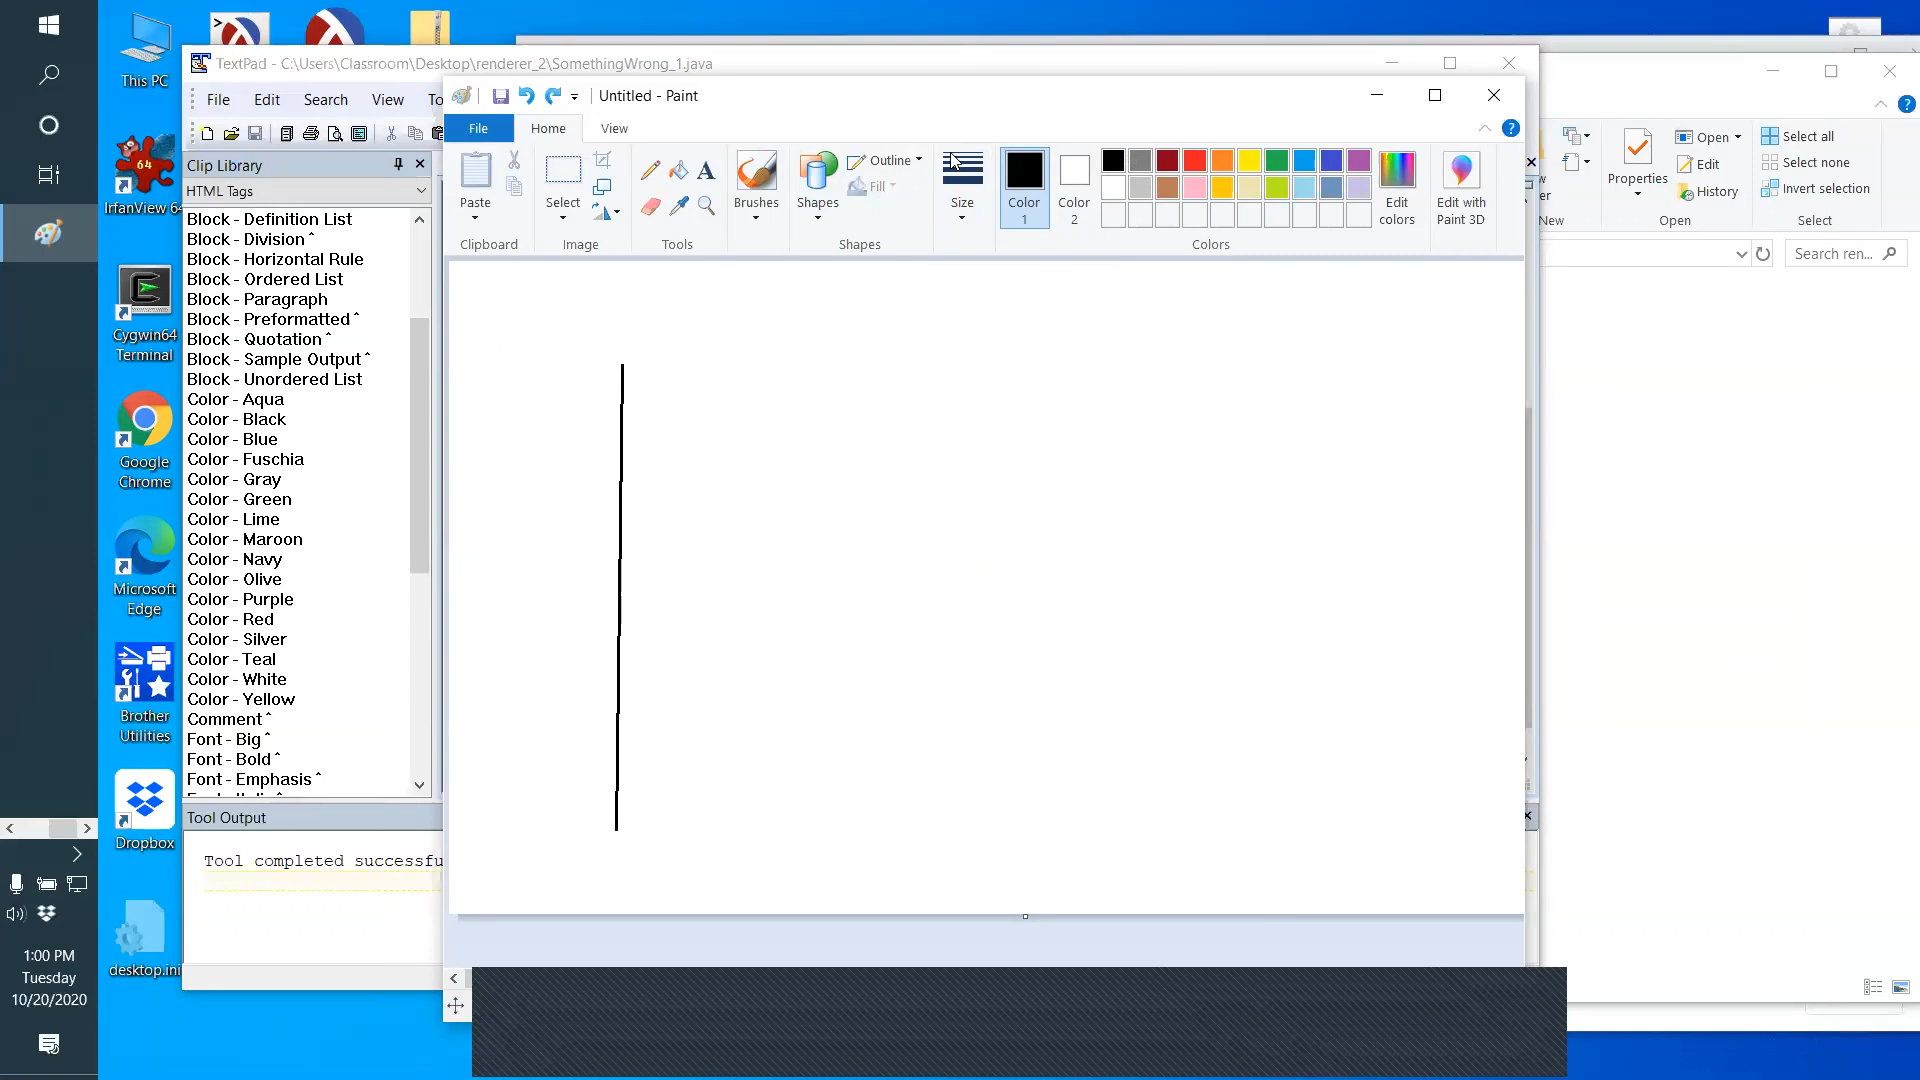 This PC
IrfanView 64
Cygwin64
Terminal
Google
Chrome
Microsoft
Edge
Brother
Utilities
Dropbox
desktop.ini
1:00 PM
Tuesday
10/20/2020
TextPad - C:\Users\Classroom\Desktop\renderer_2\SomethingWrong_1.java
File Edit Search View To
Clip Library
HTML Tags
Block - Definition List
Block - Division ^
Block - Horizontal Rule
Block - Ordered List
Block - Paragraph
Block - Preformatted ^
Block - Quotation ^
Block - Sample Output ^
Block - Unordered List
Color - Aqua
Color - Black
Color - Blue
Color - Fuschia
Color - Gray
Color - Green
Color - Lime
Color - Maroon
Color - Navy
Color - Olive
Color - Purple
Color - Red
Color - Silver
Color - Teal
Color - White
Color - Yellow
Comment ^
Font - Big ^
Font - Bold ^
Font - Emphasis ^
Tool Output
Tool completed successfu
Untitled - Paint
File Home View
Paste
Clipboard
Select
Image
A
Tools
Brushes
Shapes
Outline
Fill
Shapes
Size
Color
1
Color
2
Colors
Edit
colors
Edit with
Paint 3D
Properties
Open
Edit
History
Open
Select all
Select none
Invert selection
Select
New
Search ren...